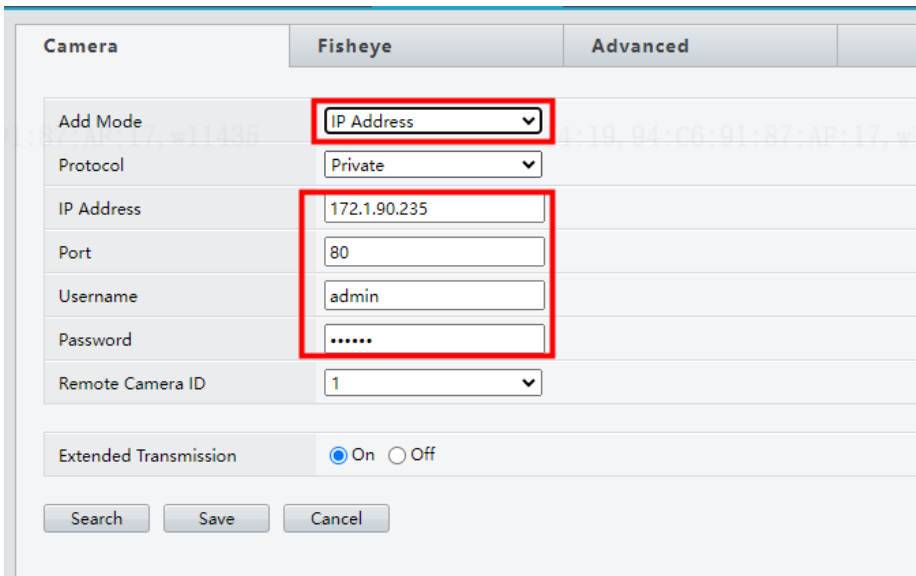 Camera Fisheye Advanced
Add Mode IP Address
Protocol Private
IP Address 172.1.90.235
Port 80
Username admin
Password ••••••
Remote Camera ID 1
Extended Transmission On Off
Search Save Cancel